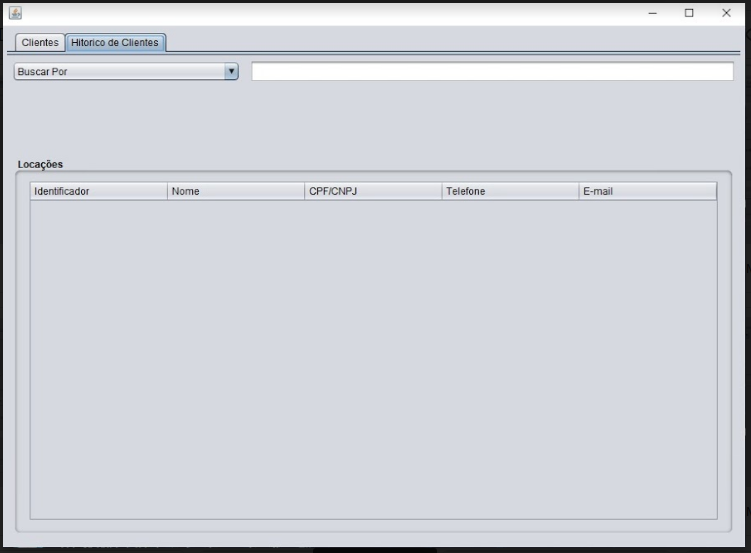 Clientes Hitorico de Clientes
Buscar Por
Locações
Identificador Nome CPF/CNPJ Telefone E-mail